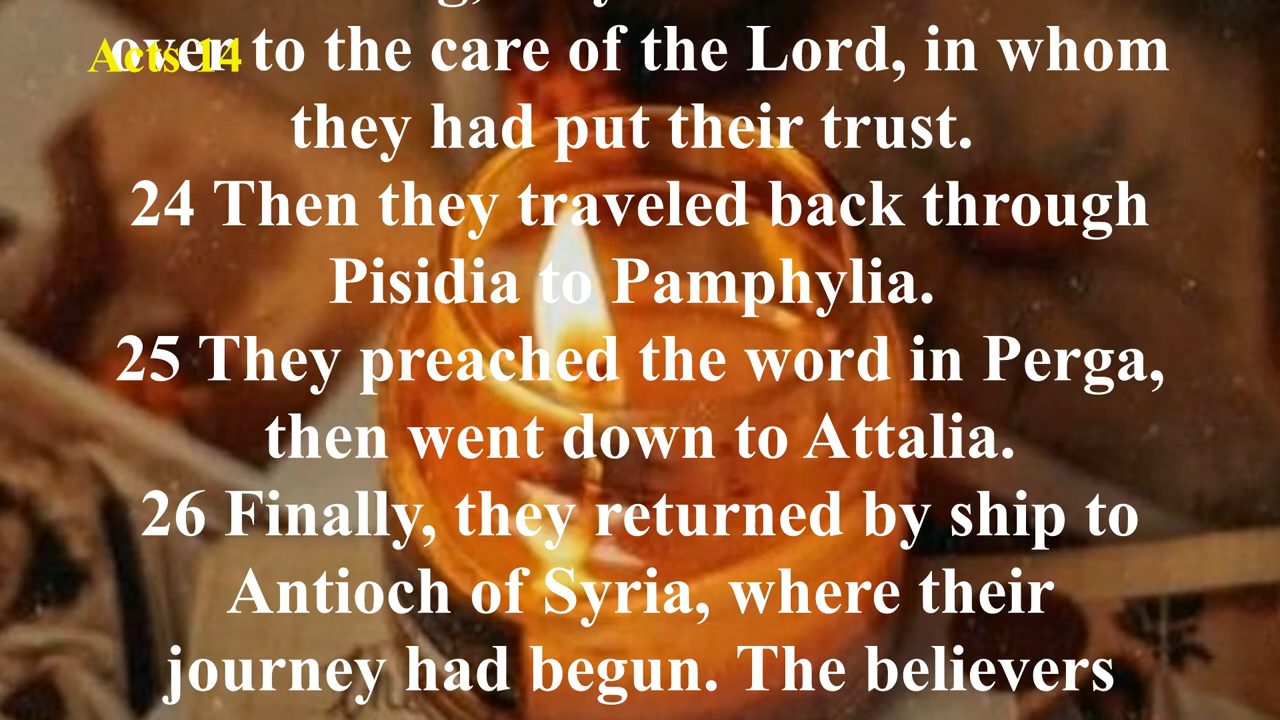 Acts 14
over to the care of the Lord, in whom
they had put their trust.
24 Then they traveled back through
Pisidia to Pamphylia.
25 They preached the word in Perga,
then went down to Attalia.
26 Finally, they returned by ship to
Antioch of Syria, where their
journey had begun. The believers